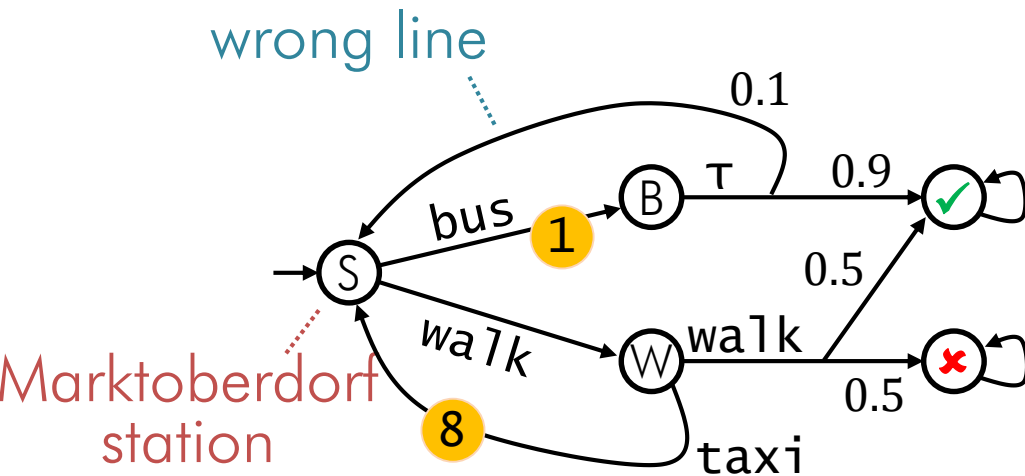 wrong line
0.1
τ
0.9
B
✓
bus
1
S
0.5
walk
walk
W
✘
Marktoberdorf
station
0.5
8
taxi